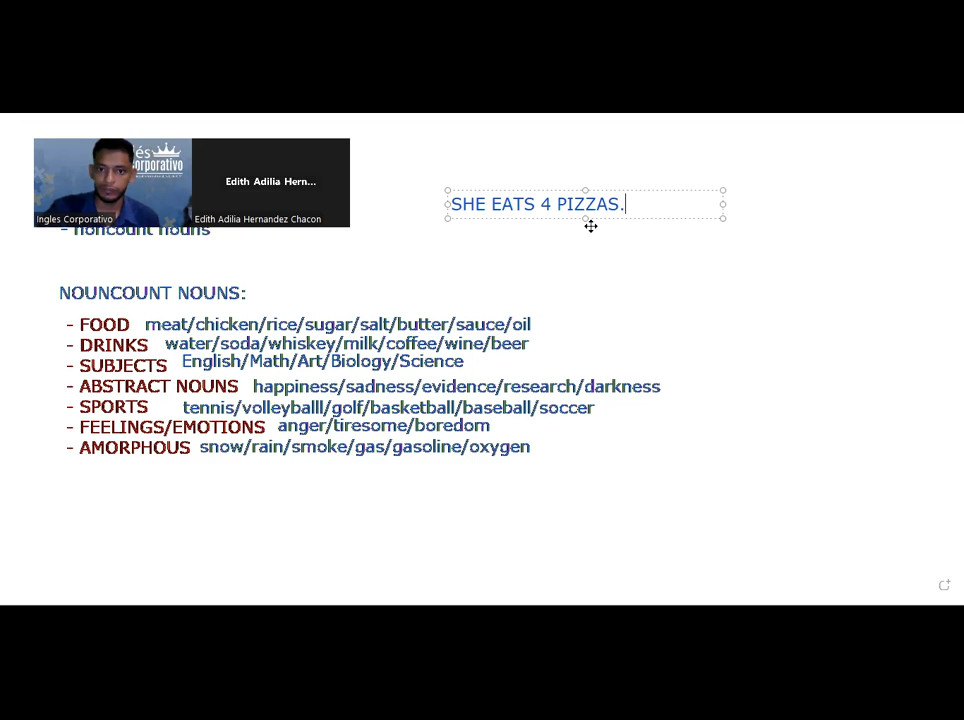 és
orporativo
Edith Adilia Hern...
Ingles Corporativo
Edith Adilia Hernandez Chacon
SHE EATS 4 PIZZAS.
- noncount nouns
NOUNCOUNT NOUNS:
- FOOD meat/chicken/rice/sugar/salt/butter/sauce/oil
- DRINKS water/soda/whiskey/milk/coffee/wine/beer
- SUBJECTS English/Math/Art/Biology/Science
- ABSTRACT NOUNS happiness/sadness/evidence/research/darkness
- SPORTS tennis/volleyballl/golf/basketball/baseball/soccer
- FEELINGS/EMOTIONS anger/tiresome/boredom
- AMORPHOUS snow/rain/smoke/gas/gasoline/oxygen